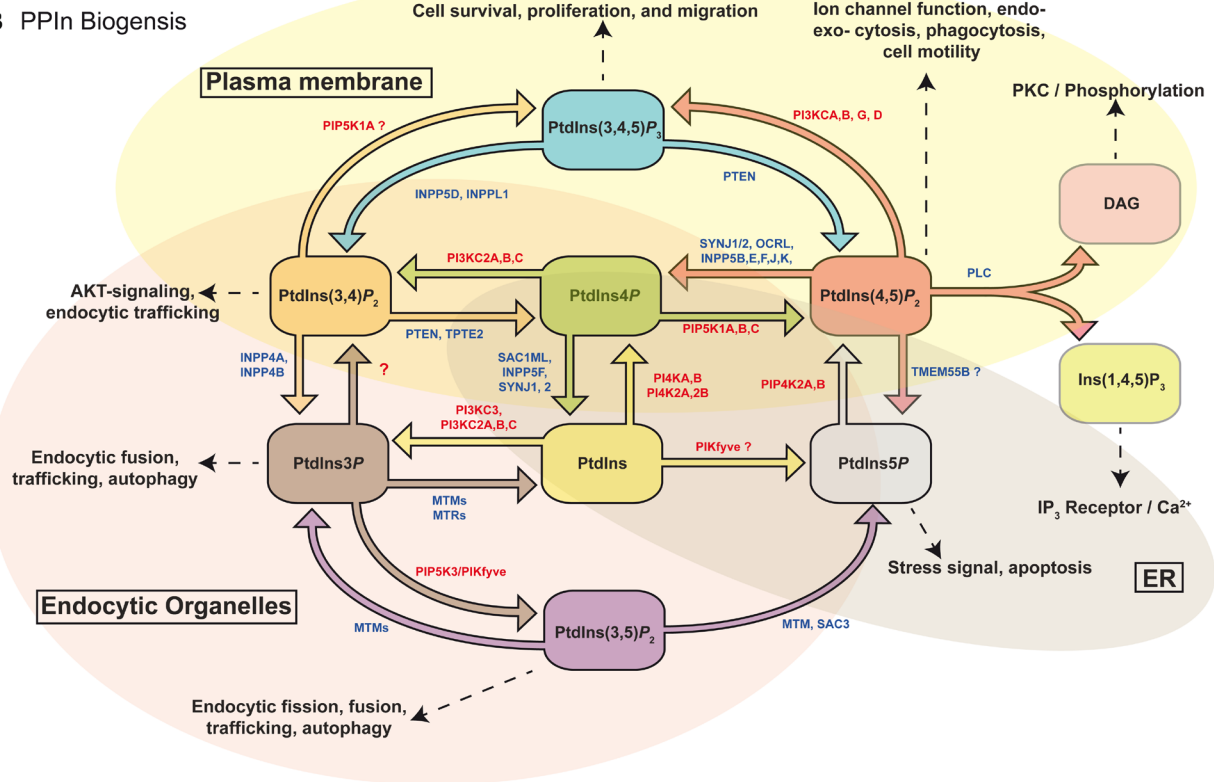 B PPIn Biogensis
Cell survival, proliferation, and migration
Ion channel function, endo-
exo- cytosis, phagocytosis,
cell motility
Plasma membrane
PKC / Phosphorylation
PIP5K1A ?
PtdIns(3,4,5)P3
PI3KCA,B, G, D
INPP5D, INPPL1
PTEN
DAG
PI3KC2A,B,C
SYNJ1/2, OCRL,
INPP5B,E,F,J,K,
PLC
AKT-signaling,
endocytic trafficking
PtdIns(3,4)P2
PtdIns4P
PtdIns(4,5)P2
PTEN, TPTE2
PIP5K1A,B,C
INPP4A,
INPP4B
?
SAC1ML,
INPP5F,
SYNJ1, 2
PI4KA,B
PI4K2A,2B
PIP4K2A,B
TMEM55B ?
Ins(1,4,5)P3
PI3KC3,
PI3KC2A,B,C
PIKfyve ?
Endocytic fusion,
trafficking, autophagy
PtdIns3P
PtdIns
PtdIns5P
MTMs
MTRs
IP3 Receptor / Ca2+
Stress signal, apoptosis
ER
PIP5K3/PIKfyve
Endocytic Organelles
MTMs
PtdIns(3,5)P2
MTM, SAC3
Endocytic fission, fusion,
trafficking, autophagy